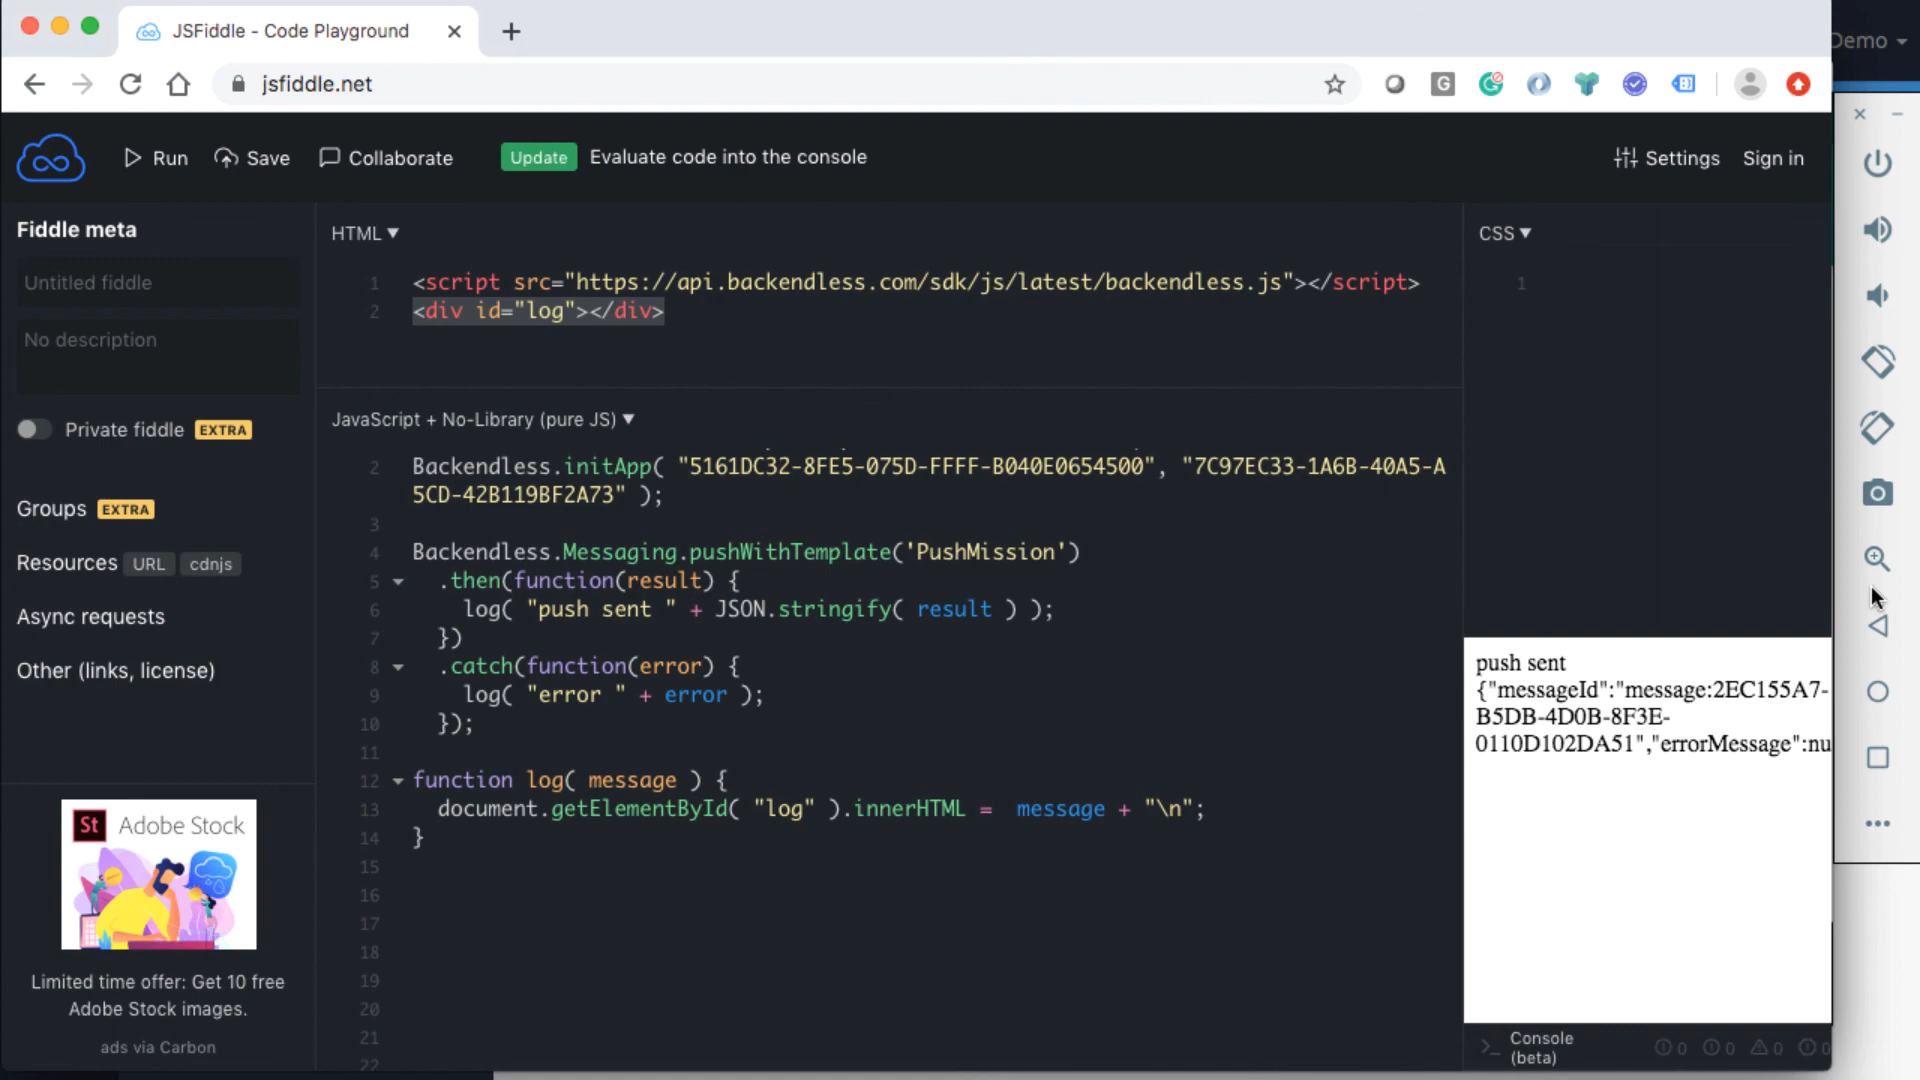 JSFiddle - Code Playground
Demo
jsfiddle.net
Run
Save
Collaborate
Update
Evaluate code into the console
Settings
Sign in
Fiddle meta
Untitled fiddle
No description
Private fiddle EXTRA
Groups EXTRA
Resources URL cdnjs
Async requests
Other (links, license)
St Adobe Stock
Limited time offer: Get 10 free
Adobe Stock images.
ads via Carbon
HTML ▼
1 <script src="https://api.backendless.com/sdk/js/latest/backendless.js"></script>
2 <div id="log"></div>
JavaScript + No-Library (pure JS) ▼
2 Backendless.initApp( "5161DC32-8FE5-075D-FFFF-B040E0654500", "7C97EC33-1A6B-40A5-A
5CD-42B119BF2A73" );
3
4 Backendless.Messaging.pushWithTemplate('PushMission')
5 .then(function(result) {
6 log( "push sent " + JSON.stringify( result ) );
7 })
8 .catch(function(error) {
9 log( "error " + error );
10 });
11
12 function log( message ) {
13 document.getElementById( "log" ).innerHTML = message + "\n";
14 }
15
16
17
18
19
20
21
22
CSS ▼
1
push sent
{"messageId":"message:2EC155A7-
B5DB-4D0B-8F3E-
0110D102DA51","errorMessage":nu
Console
(beta)
0 0 0 0